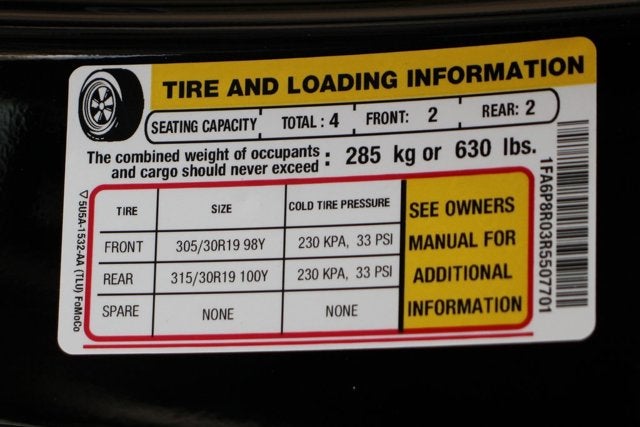 TIRE AND LOADING INFORMATION
SEATING CAPACITY TOTAL: 4 FRONT: 2 REAR: 2
The combined weight of occupants
and cargo should never exceed : 285 kg or 630 lbs.
TIRE SIZE COLD TIRE PRESSURE
FRONT 305/30R19 98Y 230 KPA, 33 PSI
REAR 315/30R19 100Y 230 KPA, 33 PSI
SPARE NONE NONE
SEE OWNERS
MANUAL FOR
ADDITIONAL
INFORMATION
5U5A-1532-AA (TLU) FoMoCo
1FA6P8R03R5507701